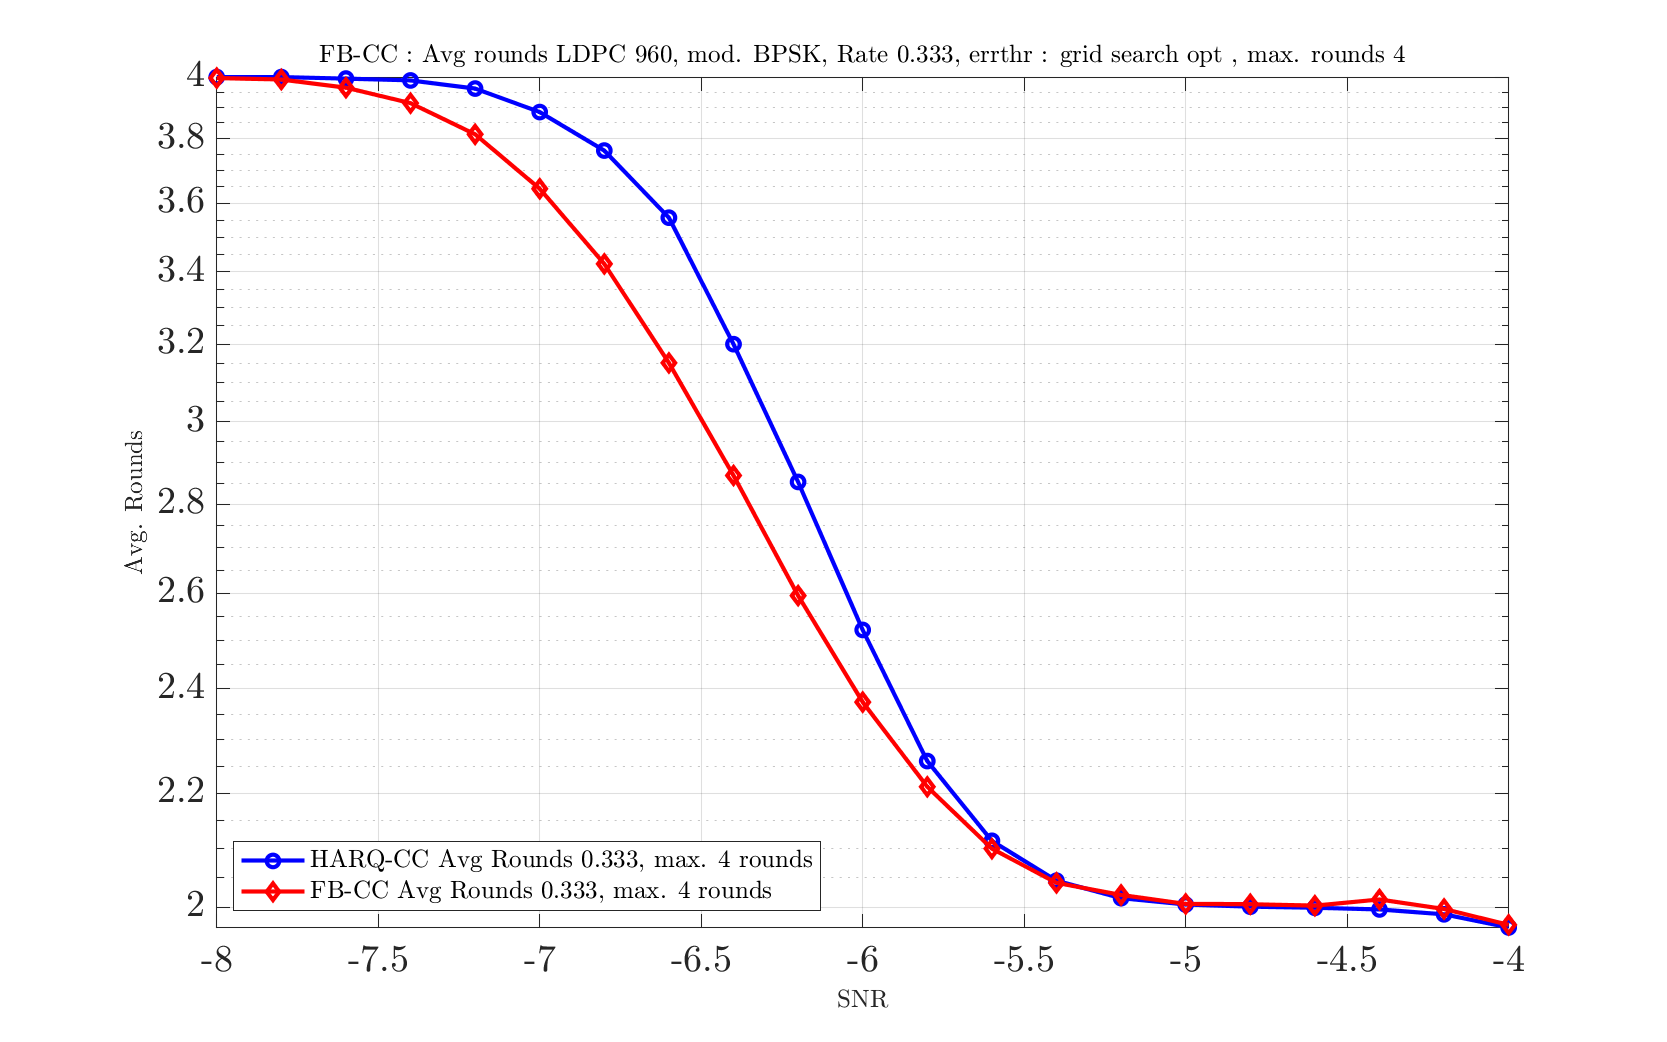 FB-CC : Avg rounds LDPC 960, mod. BPSK, Rate 0.333, errthr : grid search opt , max. rounds 4
4
3.8
3.6
3.4
3.2
3
2.8
2.6
2.4
2.2
2
Avg. Rounds
HARQ-CC Avg Rounds 0.333, max. 4 rounds
FB-CC Avg Rounds 0.333, max. 4 rounds
-8 -7.5 -7 -6.5 -6 -5.5 -5 -4.5 -4
SNR